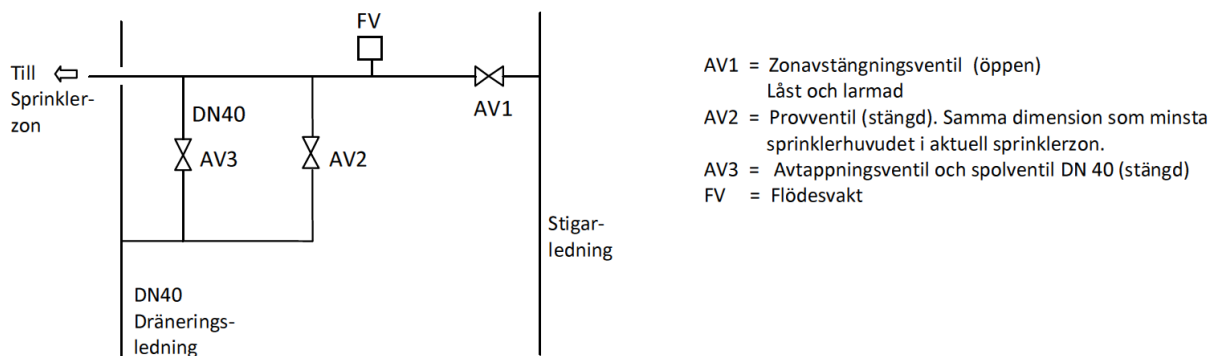 FV
Till
Sprinkler-
zon
AV1
DN40
AV3
AV2
Stigar-
ledning
DN40
Dränerings-
ledning
AV1 = Zonavstängningsventil (öppen)
Låst och larmad
AV2 = Provventil (stängd). Samma dimension som minsta
sprinklerhuvudet i aktuell sprinklerzon.
AV3 = Avtappningsventil och spolventil DN 40 (stängd)
FV = Flödesvakt